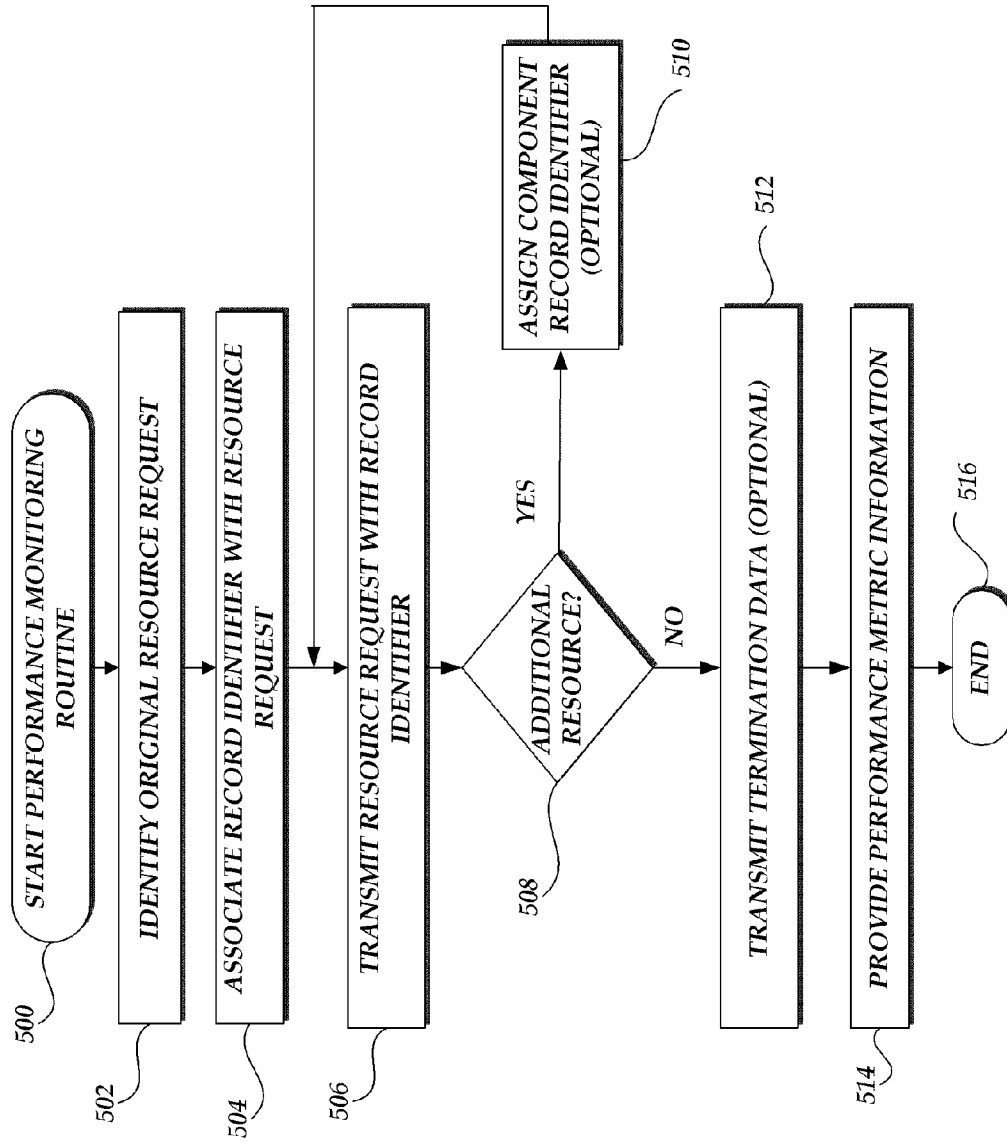 500
START PERFORMANCE MONITORING
ROUTINE
502
IDENTIFY ORIGINAL RESOURCE REQUEST
504
ASSOCIATE RECORD IDENTIFIER WITH RESOURCE
REQUEST
506
TRANSMIT RESOURCE REQUEST WITH RECORD
IDENTIFIER
508
ADDITIONAL
RESOURCE?
YES
ASSIGN COMPONENT
RECORD IDENTIFIER
(OPTIONAL)
510
NO
512
TRANSMIT TERMINATION DATA (OPTIONAL)
514
PROVIDE PERFORMANCE METRIC INFORMATION
516
END